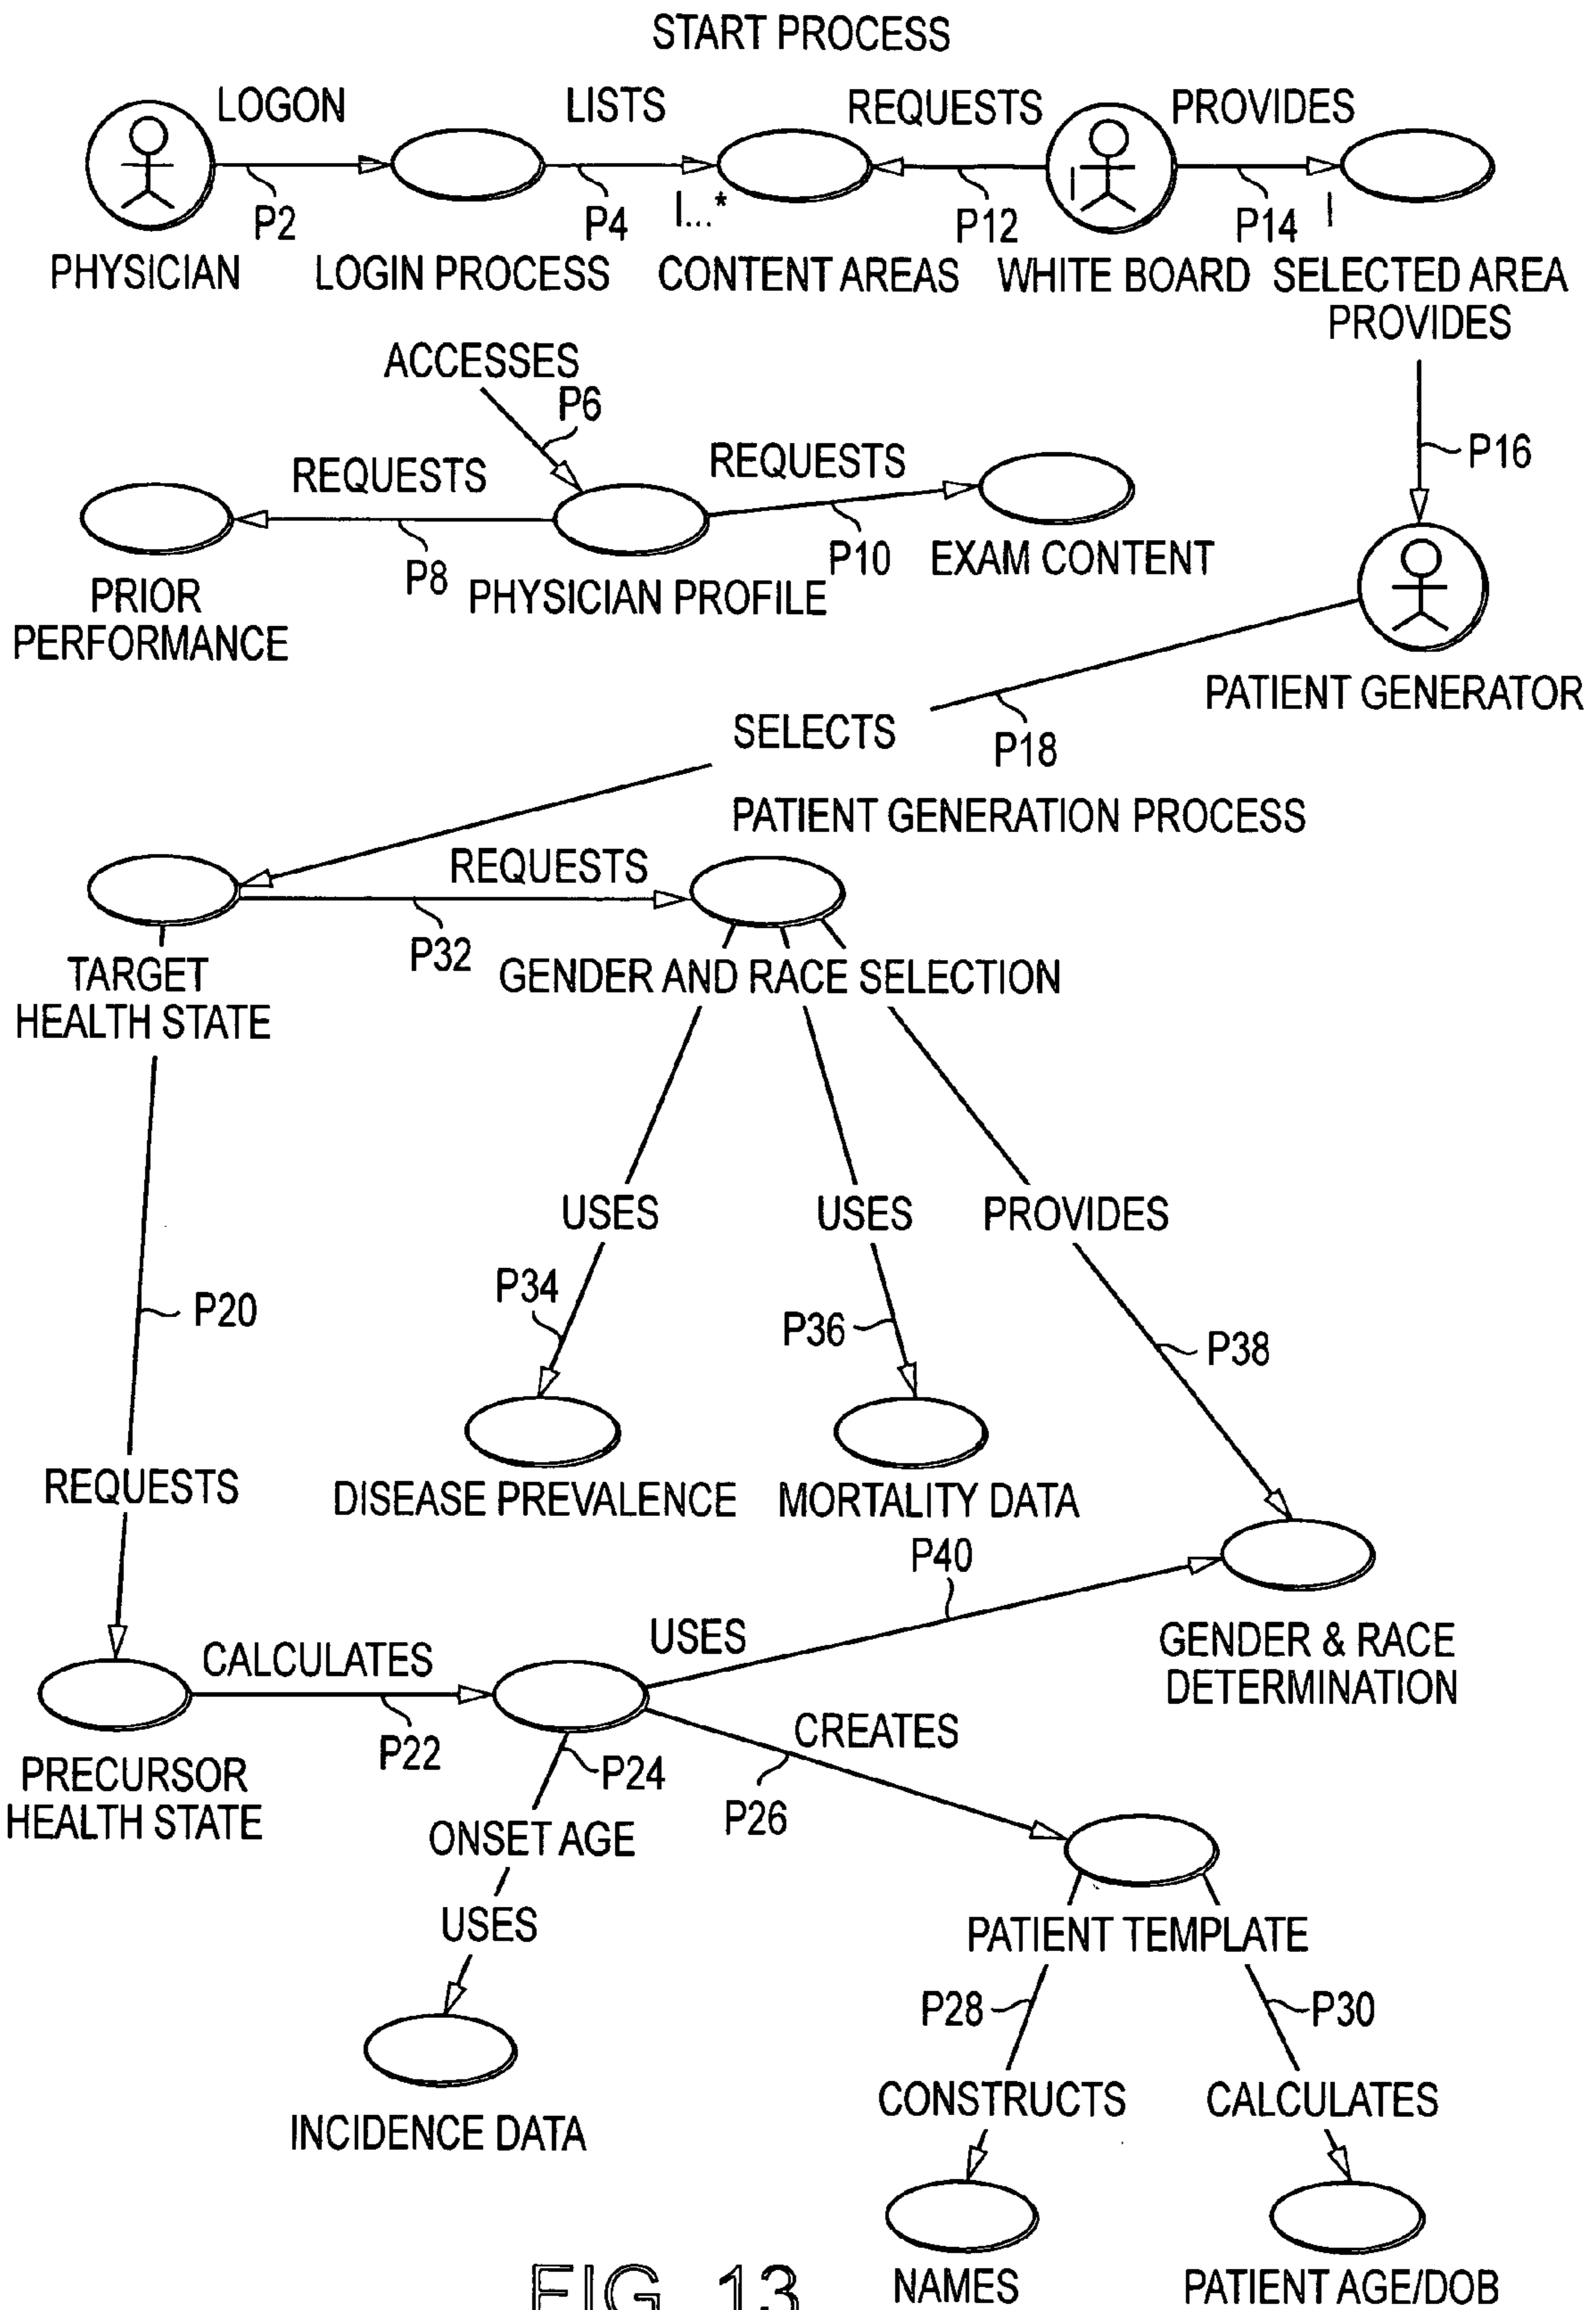 START PROCESS
LOGON LISTS REQUESTS PROVIDES
P2 P4 1...* P12 1 P14 1
PHYSICIAN LOGIN PROCESS CONTENT AREAS WHITE BOARD SELECTED AREA
PROVIDES
ACCESSES
P6
P16
REQUESTS REQUESTS
P8 P10 EXAM CONTENT
PRIOR PHYSICIAN PROFILE
PERFORMANCE
PATIENT GENERATOR
SELECTS P18
PATIENT GENERATION PROCESS
REQUESTS
P32
TARGET GENDER AND RACE SELECTION
HEALTH STATE
USES USES PROVIDES
P34
P20 P36 P38
REQUESTS DISEASE PREVALENCE MORTALITY DATA
P40
CALCULATES USES GENDER & RACE
DETERMINATION
P22 CREATES
PRECURSOR P24
HEALTH STATE P26
ONSET AGE
USES PATIENT TEMPLATE
P28 P30
CONSTRUCTS CALCULATES
INCIDENCE DATA
NAMES PATIENT AGE/DOB
FIG. 13